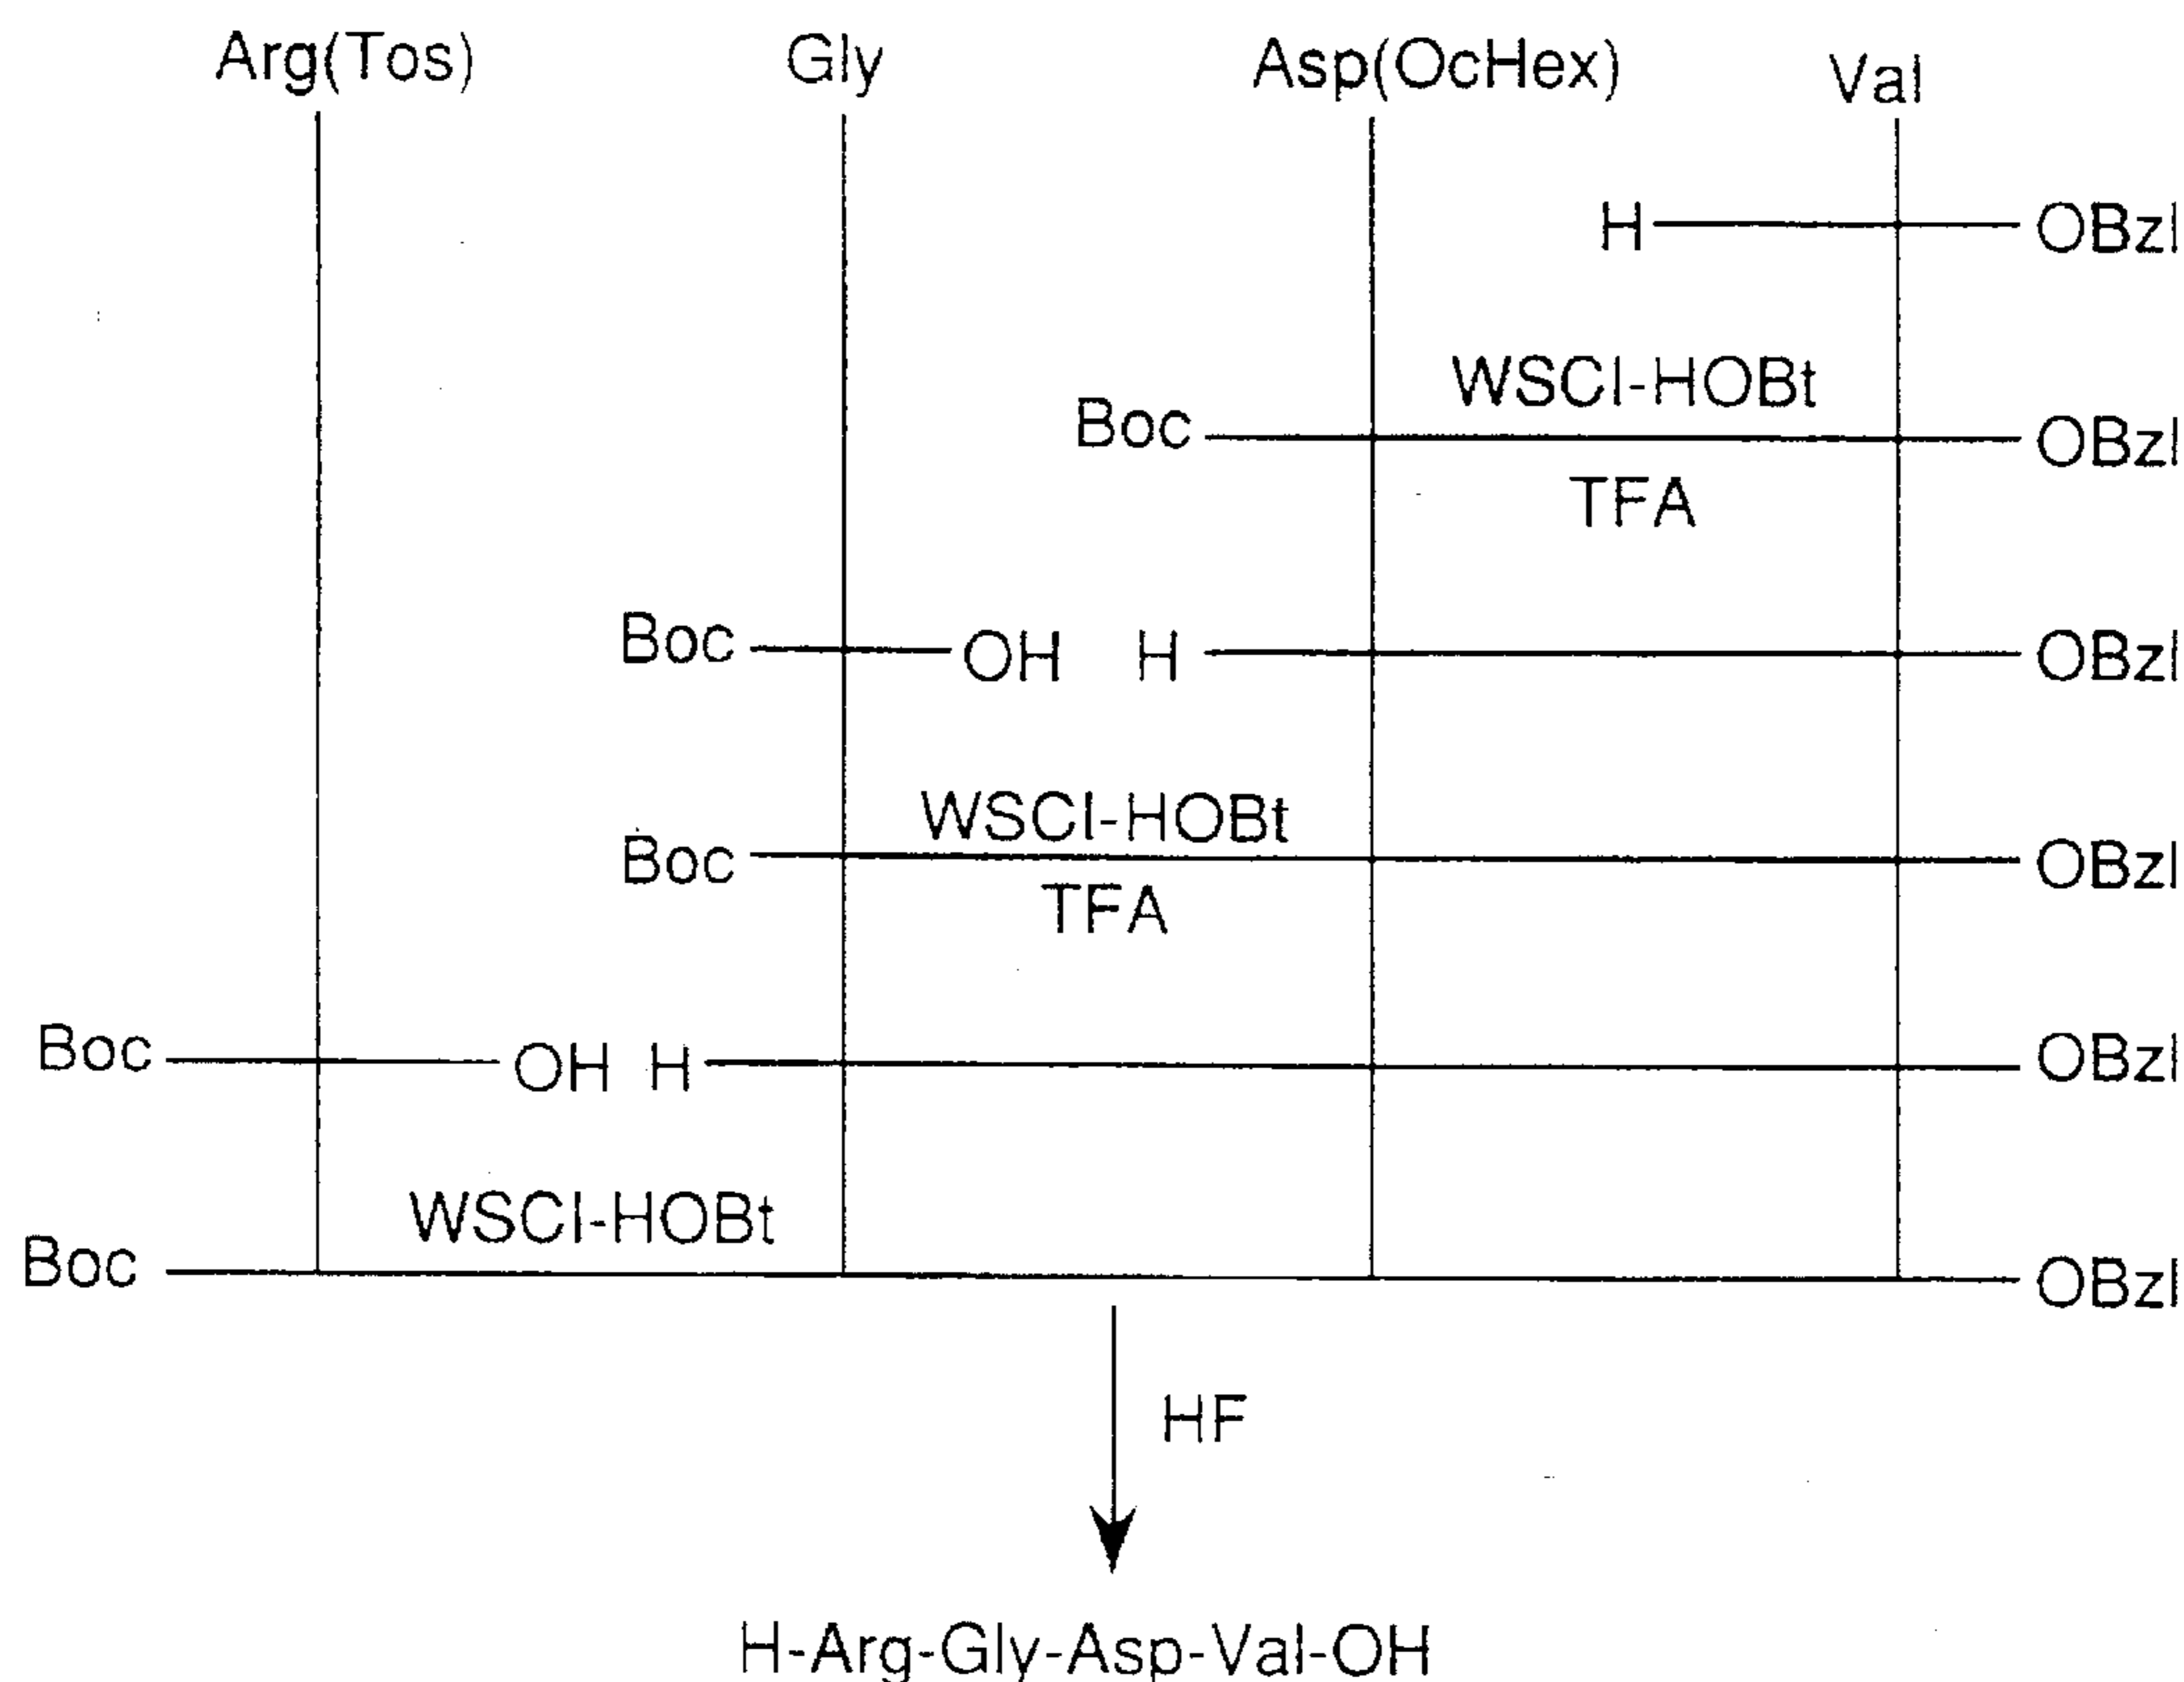 Arg(Tos) Gly Asp(OcHex) Val
H OBzl
WSCI-HOBt
Boc OBzl
TFA
Boc OH H OBzl
WSCI-HOBt
Boc OBzl
TFA
Boc OH H OBzl
WSCI-HOBt
Boc OBzl
HF
H-Arg-Gly-Asp-Val-OH